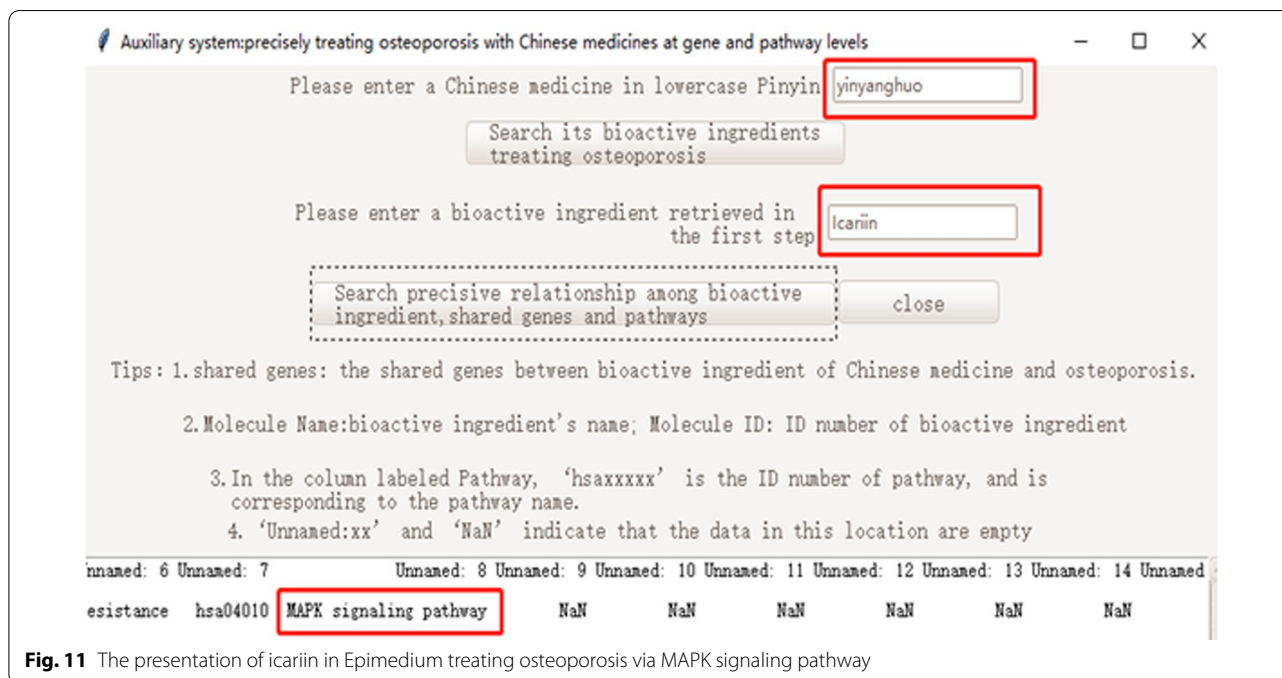 Auxiliary system:precisely treating osteoporosis with Chinese medicines at gene and pathway levels
Please enter a Chinese medicine in lowercase Pinyin yinyanghuo
Search its bioactive ingredients
treating osteoporosis
Please enter a bioactive ingredient retrieved in
the first step Icariin
Search precisive relationship among bioactive
ingredient,shared genes and pathways
close
Tips: 1.shared genes: the shared genes between bioactive ingredient of Chinese medicine and osteoporosis.
2.Molecule Name:bioactive ingredient's name; Molecule ID: ID number of bioactive ingredient
3.In the column labeled Pathway, ‘hsaxxxxx’ is the ID number of pathway, and is
corresponding to the pathway name.
4. ‘Unnamed:xx’ and ‘NaN’ indicate that the data in this location are empty
nnamed: 6 Unnamed: 7 Unnamed: 8 Unnamed: 9 Unnamed: 10 Unnamed: 11 Unnamed: 12 Unnamed: 13 Unnamed: 14 Unnamed
esistance hsa04010 MAPK signaling pathway NaN NaN NaN NaN NaN NaN
Fig. 11 The presentation of icariin in Epimedium treating osteoporosis via MAPK signaling pathway